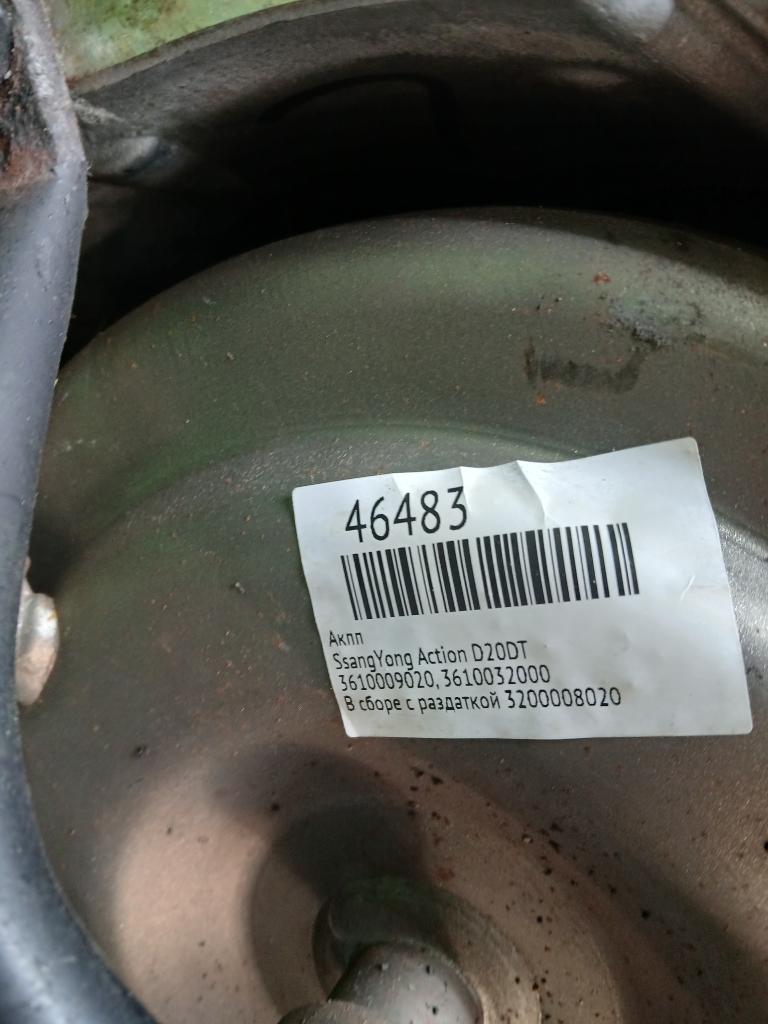 46483
Акпп
SsangYong Action D20DT
3610009020, 3610032000
В сборе с раздаткой 3200008020